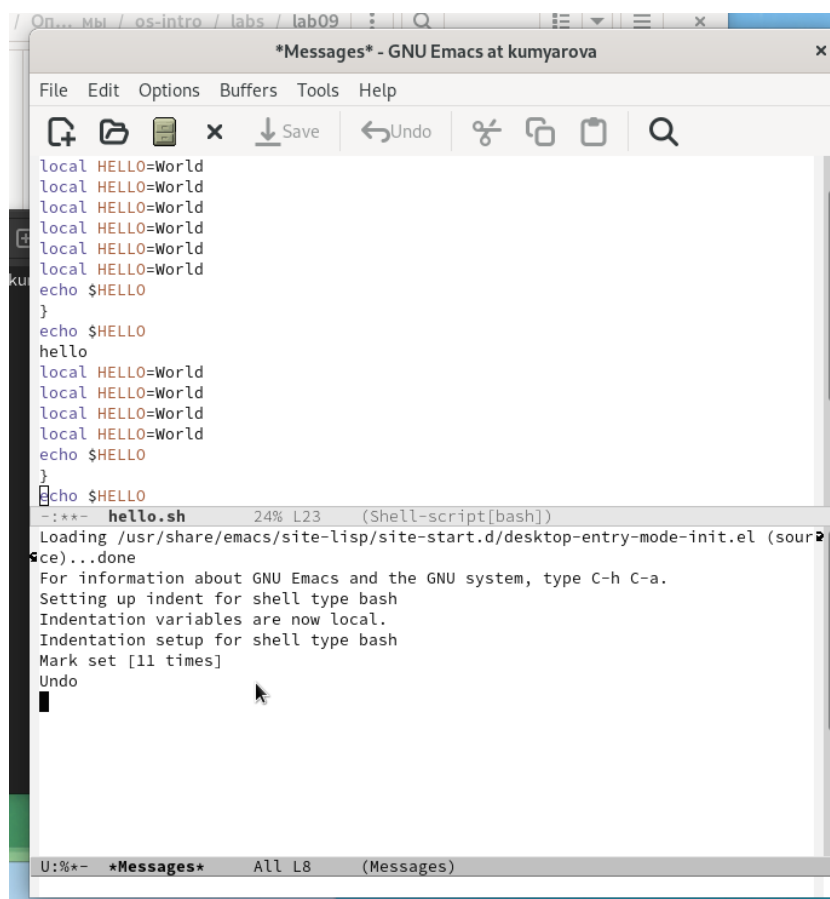 / Оп... мы / os-intro / labs / lab09
*Messages* - GNU Emacs at kumyarova
File Edit Options Buffers Tools Help
Save Undo
local HELLO=World
local HELLO=World
local HELLO=World
local HELLO=World
local HELLO=World
local HELLO=World
echo $HELLO
}
echo $HELLO
hello
local HELLO=World
local HELLO=World
local HELLO=World
local HELLO=World
echo $HELLO
}
echo $HELLO
-:**- hello.sh 24% L23 (Shell-script[bash])
Loading /usr/share/emacs/site-lisp/site-start.d/desktop-entry-mode-init.el (sour
ce)...done
For information about GNU Emacs and the GNU system, type C-h C-a.
Setting up indent for shell type bash
Indentation variables are now local.
Indentation setup for shell type bash
Mark set [11 times]
Undo
U:%*- *Messages* All L8 (Messages)